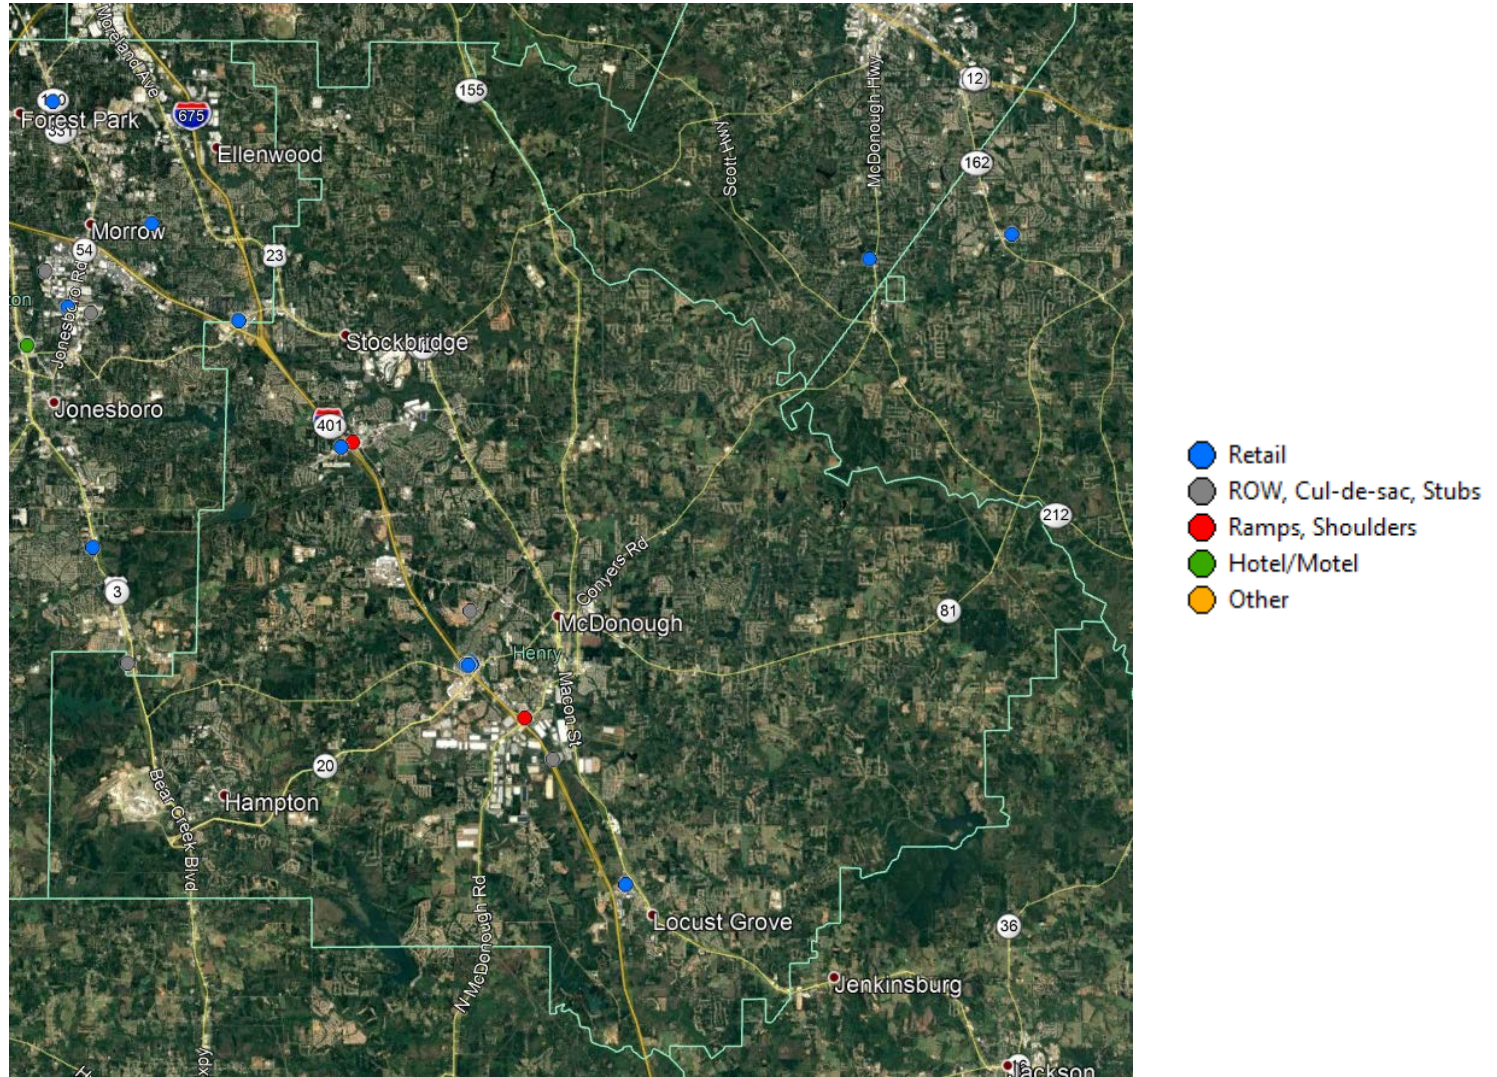 Moreland Ave
155
12
675
Forest Park
Ellenwood
Scott Hwy
McDonough Hwy
162
Morrow
54
23
Jonesboro Rd
Stockbridge
Jonesboro
401
Retail
ROW, Cul-de-sac, Stubs
Ramps, Shoulders
Hotel/Motel
Other
212
Conyers Rd
3
81
McDonough
Henry
Macon St
20
Hampton
Bear Creek Blvd
N McDonough Rd
Locust Grove
36
Jenkinsburg
Jackson